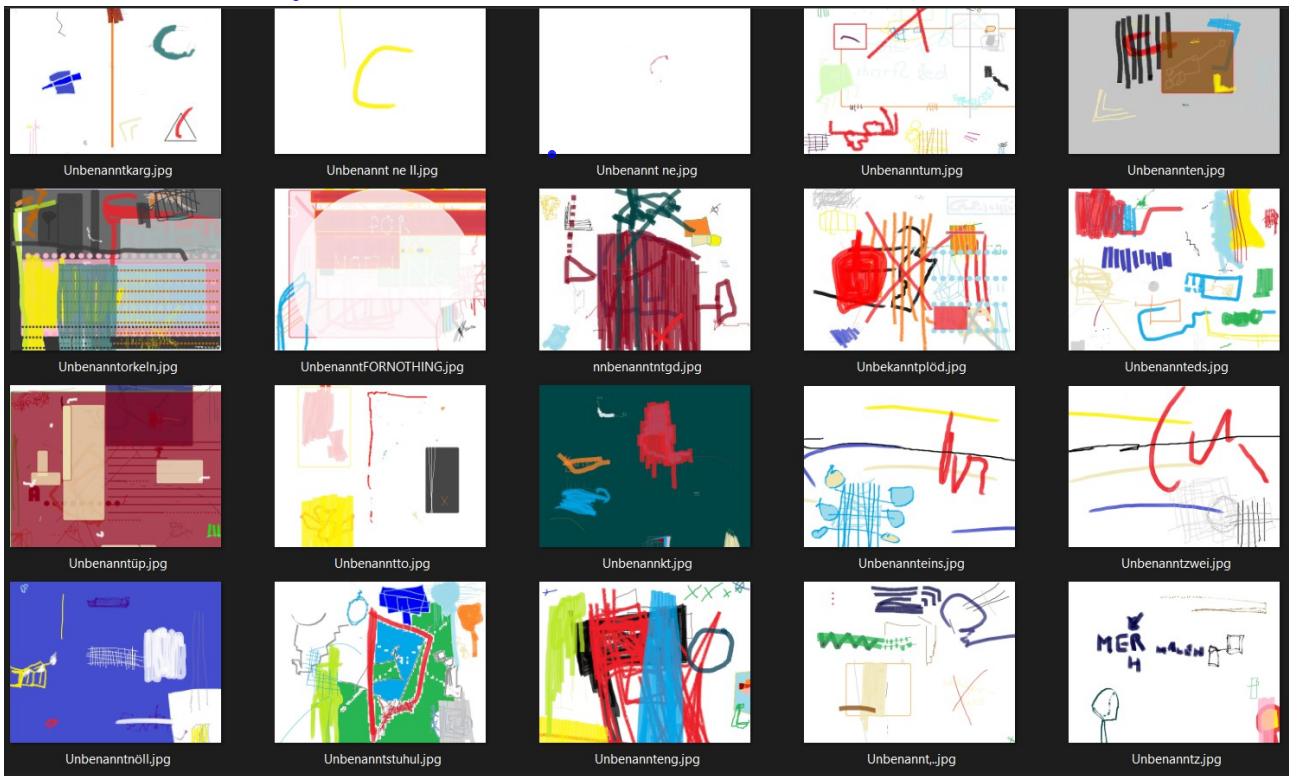 Unbenanntkarg.jpg
Unbenannt ne II.jpg
Unbenannt ne.jpg
Unbenanntum.jpg
Unbenannten.jpg
Unbenanntorkeln.jpg
UnbenanntFORNOTHING.jpg
nnbenanntntgd.jpg
Unbekanntplöd.jpg
Unbenannteds.jpg
Unbenanntüp.jpg
Unbenanntto.jpg
Unbenannkt.jpg
Unbenannteins.jpg
Unbenanntzwei.jpg
MER
H
MALEN
Unbenanntnöll.jpg
Unbenanntstuhul.jpg
Unbenannteng.jpg
Unbenannt,..jpg
Unbenanntz.jpg